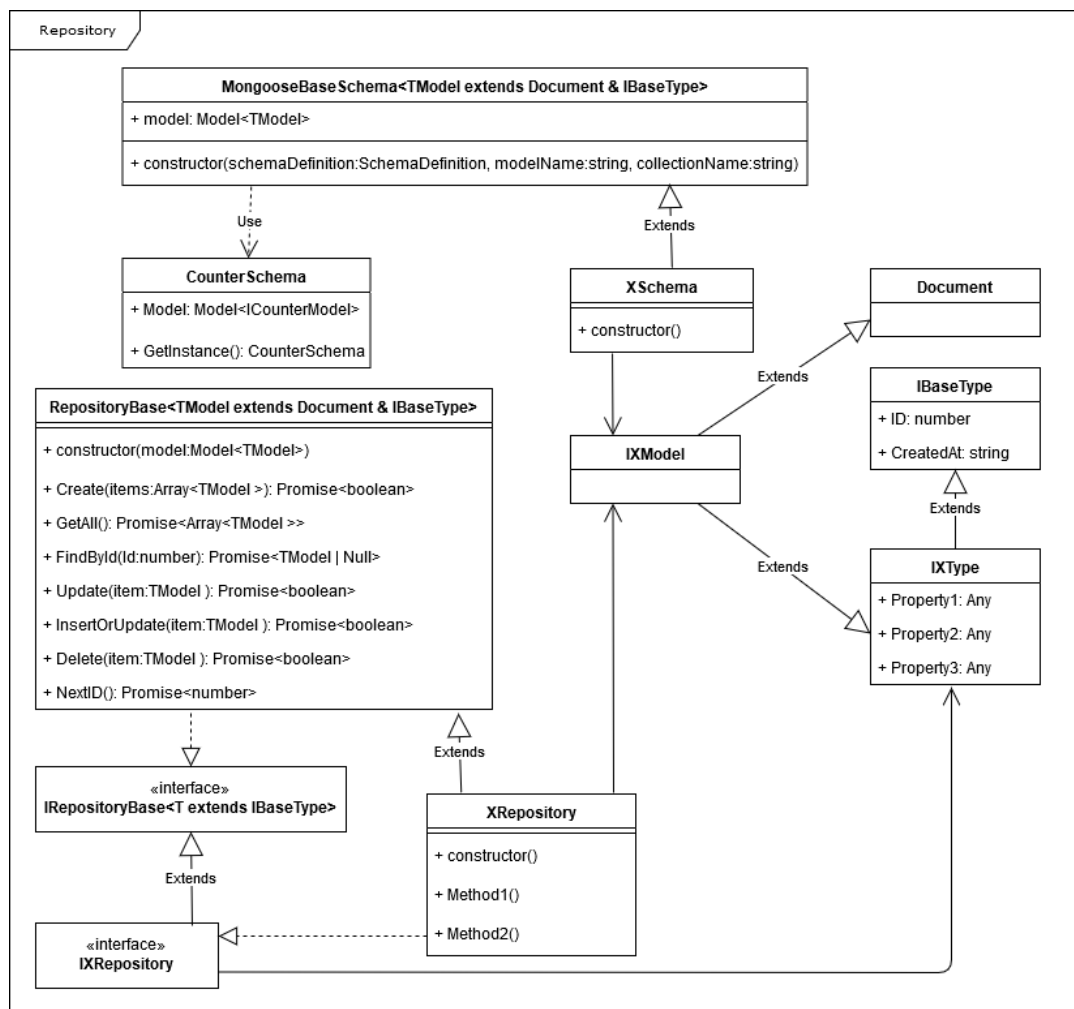 Repository
MongooseBaseSchema<TModel extends Document & IBaseType>
+ model: Model<TModel>
+ constructor(schemaDefinition:SchemaDefinition, modelName:string, collectionName:string)
Use
Extends
CounterSchema
+ Model: Model<ICounterModel>
+ GetInstance(): CounterSchema
XSchema
+ constructor()
Document
Extends
IBaseType
+ ID: number
+ CreatedAt: string
RepositoryBase<TModel extends Document & IBaseType>
+ constructor(model:Model<TModel>)
+ Create(items:Array<TModel >): Promise<boolean>
+ GetAll(): Promise<Array<TModel >>
+ FindById(Id:number): Promise<TModel | Null>
+ Update(item:TModel ): Promise<boolean>
+ InsertOrUpdate(item:TModel ): Promise<boolean>
+ Delete(item:TModel ): Promise<boolean>
+ NextID(): Promise<number>
IXModel
Extends
Extends
IXType
+ Property1: Any
+ Property2: Any
+ Property3: Any
Extends
«interface»
IRepositoryBase<T extends IBaseType>
XRepository
+ constructor()
+ Method1()
+ Method2()
Extends
«interface»
IXRepository